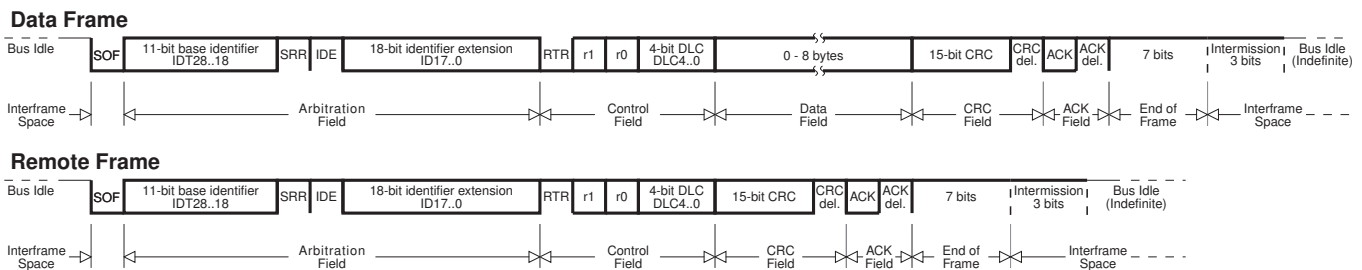 Data Frame
Bus Idle
SOF
11-bit base identifier
IDT28..18
SRR
IDE
18-bit identifier extension
ID17..0
RTR
r1
r0
4-bit DLC
DLC4..0
0 - 8 bytes
15-bit CRC
CRC
del.
ACK
ACK
del.
7 bits
Intermission
3 bits
Bus Idle
(Indefinite)
Interframe
Space
Arbitration
Field
Control
Field
Data
Field
CRC
Field
ACK
Field
End of
Frame
Interframe
Space
Remote Frame
Bus Idle
SOF
11-bit base identifier
IDT28..18
SRR
IDE
18-bit identifier extension
ID17..0
RTR
r1
r0
4-bit DLC
DLC4..0
15-bit CRC
CRC
del.
ACK
ACK
del.
7 bits
Intermission
3 bits
Bus Idle
(Indefinite)
Interframe
Space
Arbitration
Field
Control
Field
CRC
Field
ACK
Field
End of
Frame
Interframe
Space